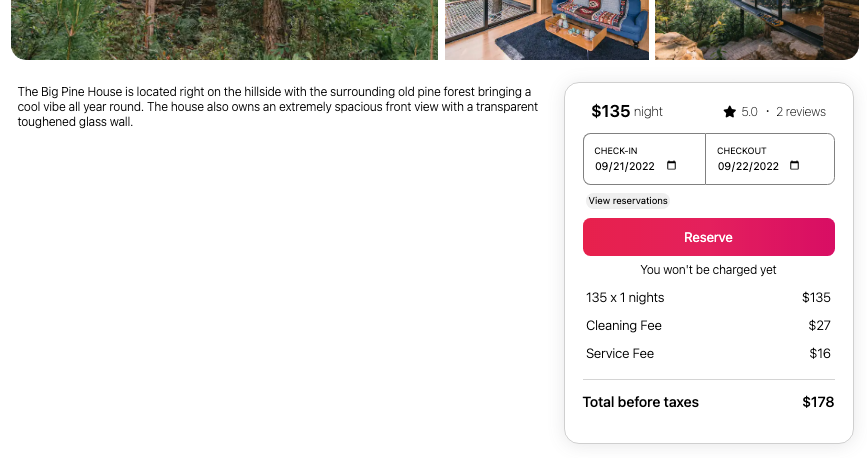 The Big Pine House is located right on the hillside with the surrounding old pine forest bringing a
cool vibe all year round. The house also owns an extremely spacious front view with a transparent
toughened glass wall.
$135 night
5.0 · 2 reviews
CHECK-IN
09/21/2022
CHECKOUT
09/22/2022
View reservations
Reserve
You won't be charged yet
135 x 1 nights $135
Cleaning Fee $27
Service Fee $16
Total before taxes $178